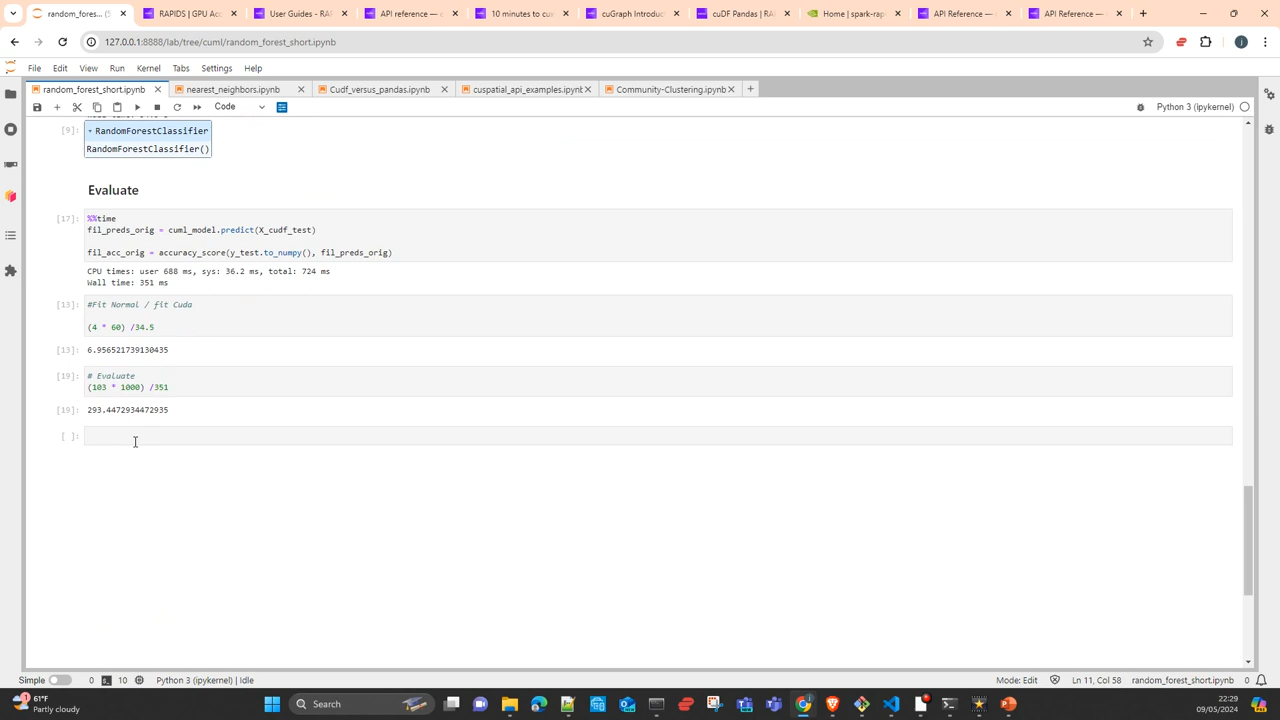 random_fores... (5
RAPIDS | GPU Ac
User Guides - RA
API reference — c
10 minutes to cu
cuGraph Introduc
cuDF Pandas | RA
Home | spark-rap
API Reference —
API Reference —
127.0.0.1:8888/lab/tree/cuml/random_forest_short.ipynb
File Edit View Run Kernel Tabs Settings Help
random_forest_short.ipynb
nearest_neighbors.ipynb
Cudf_versus_pandas.ipynb
cuspatial_api_examples.ipynb
Community-Clustering.ipynb
Code
Python 3 (ipykernel)
[9]: RandomForestClassifier
RandomForestClassifier()
Evaluate
[17]: %%time
fil_preds_orig = cuml_model.predict(X_cudf_test)
fil_acc_orig = accuracy_score(y_test.to_numpy(), fil_preds_orig)
CPU times: user 688 ms, sys: 36.2 ms, total: 724 ms
Wall time: 351 ms
[13]: #Fit Normal / fit Cuda
(4 * 60) /34.5
[13]: 6.956521739130435
[19]: # Evaluate
(103 * 1000) /351
[19]: 293.4472934472935
[ ]:
Simple 0 10 Python 3 (ipykernel) | Idle
Mode: Edit Ln 11, Col 58 random_forest_short.ipynb 0
61°F
Partly cloudy
Search
22:29
09/05/2024